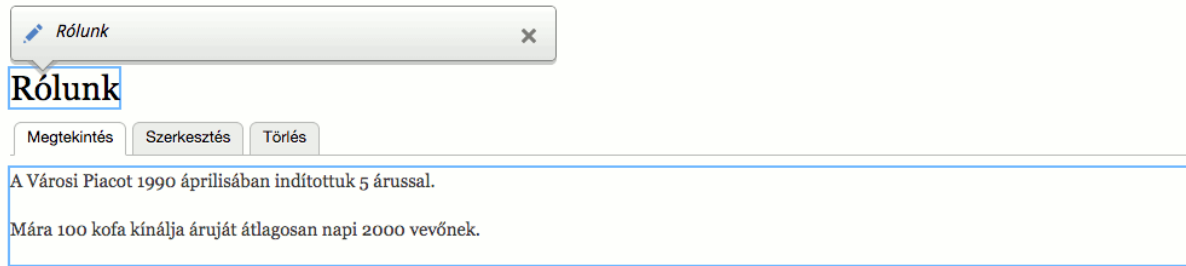 Rólunk
Rólunk
Megtekintés Szerkesztés Törlés
A Városi Piacot 1990 áprilisában indítottuk 5 árussal.
Mára 100 kofa kínálja áruját átlagosan napi 2000 vevőnek.